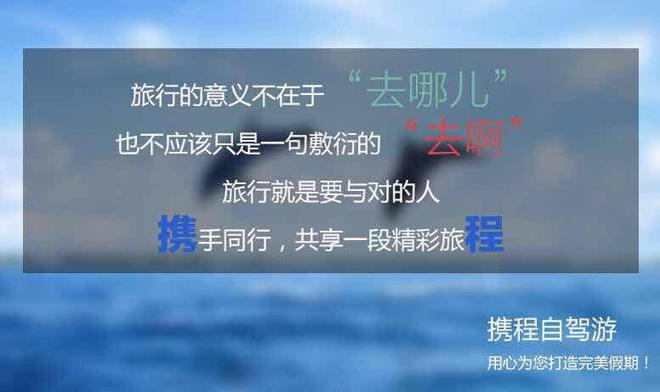 旅行的意义不在于“去哪儿”
也不应该只是一句敷衍的“去啊”
旅行就是要与对的人
携手同行，共享一段精彩旅程
携程自驾游
用心为您打造完美假期！